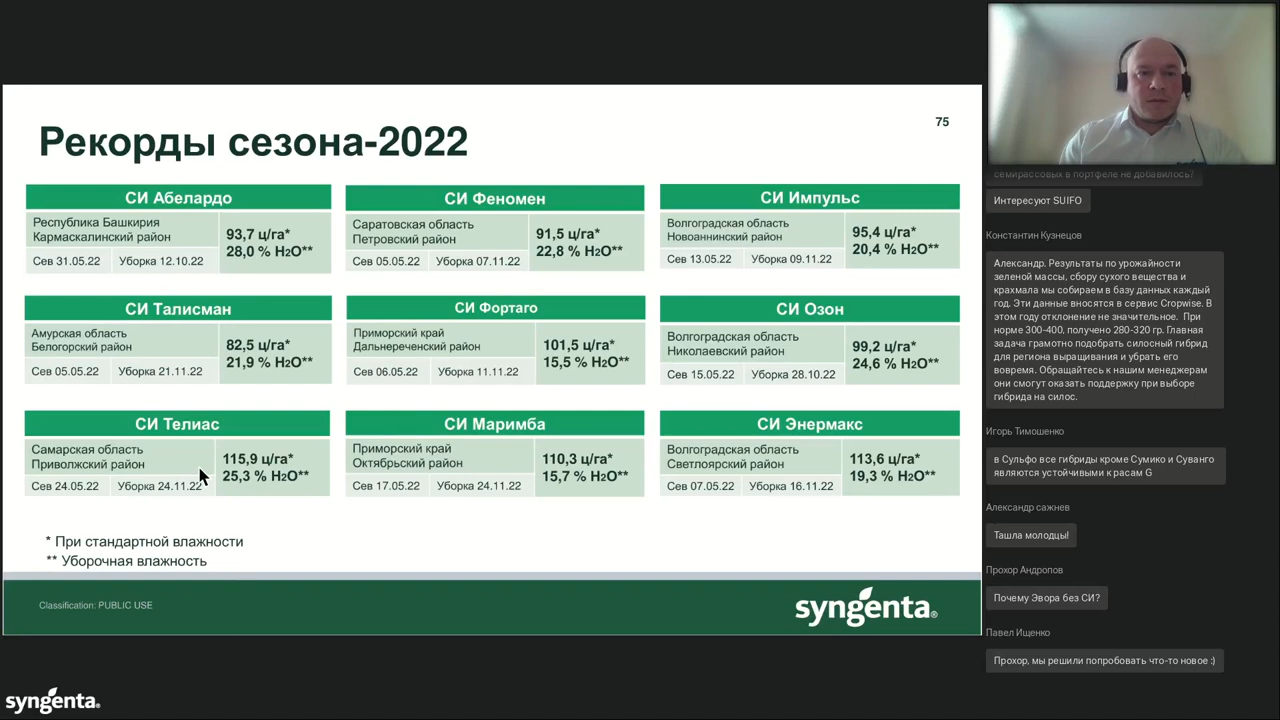 75
Рекорды сезона-2022
СИ Абелардо
Республика Башкирия
Кармаскалинский район
93,7 ц/га*
28,0 % H2O**
Сев 31.05.22
Уборка 12.10.22
СИ Феномен
Саратовская область
Петровский район
91,5 ц/га*
22,8 % H2O**
Сев 05.05.22
Уборка 07.11.22
СИ Импульс
Волгоградская область
Новоаннинский район
95,4 ц/га*
20,4 % H2O**
Сев 13.05.22
Уборка 09.11.22
СИ Талисман
Амурская область
Белогорский район
82,5 ц/га*
21,9 % H2O**
Сев 05.05.22
Уборка 21.11.22
СИ Фортаго
Приморский край
Дальнереченский район
101,5 ц/га*
15,5 % H2O**
Сев 06.05.22
Уборка 11.11.22
СИ Озон
Волгоградская область
Николаевский район
99,2 ц/га*
24,6 % H2O**
Сев 15.05.22
Уборка 28.10.22
СИ Телиас
Самарская область
Приволжский район
115,9 ц/га*
25,3 % H2O**
Сев 24.05.22
Уборка 24.11.22
СИ Маримба
Приморский край
Октябрьский район
110,3 ц/га*
15,7 % H2O**
Сев 17.05.22
Уборка 24.11.22
СИ Энермакс
Волгоградская область
Светлоярский район
113,6 ц/га*
19,3 % H2O**
Сев 07.05.22
Уборка 16.11.22
* При стандартной влажности
** Уборочная влажность
Classification: PUBLIC USE
syngenta®
syngenta.
семирассовых в портфеле не добавилось?
Интересуют SUIFO
Константин Кузнецов
Александр. Результаты по урожайности
зеленой массы, сбору сухого вещества и
крахмала мы собираем в базу данных каждый
год. Эти данные вносятся в сервис Cropwise. В
этом году отклонение не значительное. При
норме 300-400, получено 280-320 гр. Главная
задача грамотно подобрать силосный гибрид
для региона выращивания и убрать его
вовремя. Обращайтесь к нашим менеджерам
они смогут оказать поддержку при выборе
гибрида на силос.
Игорь Тимошенко
в Сульфо все гибриды кроме Сумико и Суванго
являются устойчивыми к расам G
Александр сажнев
Ташла молодцы!
Прохор Андропов
Почему Эвора без СИ?
Павел Ищенко
Прохор, мы решили попробовать что-то новое :)